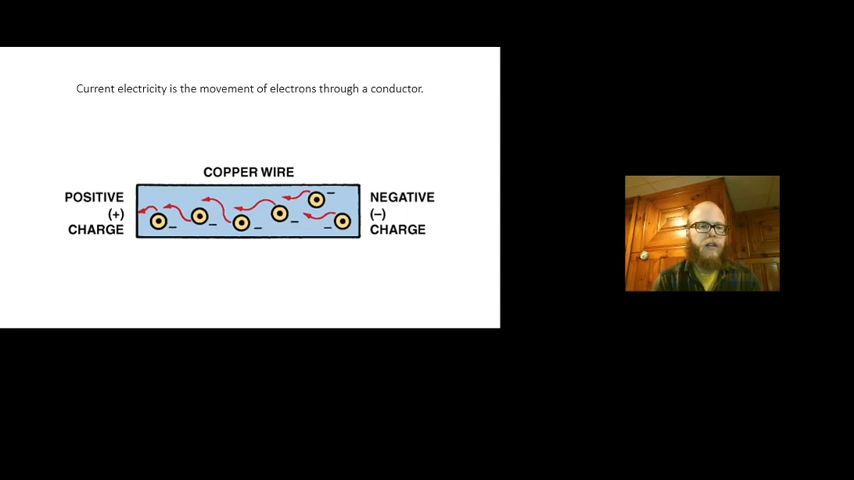 Current electricity is the movement of electrons through a conductor.
COPPER WIRE
POSITIVE
(+)
CHARGE
NEGATIVE
(–)
CHARGE